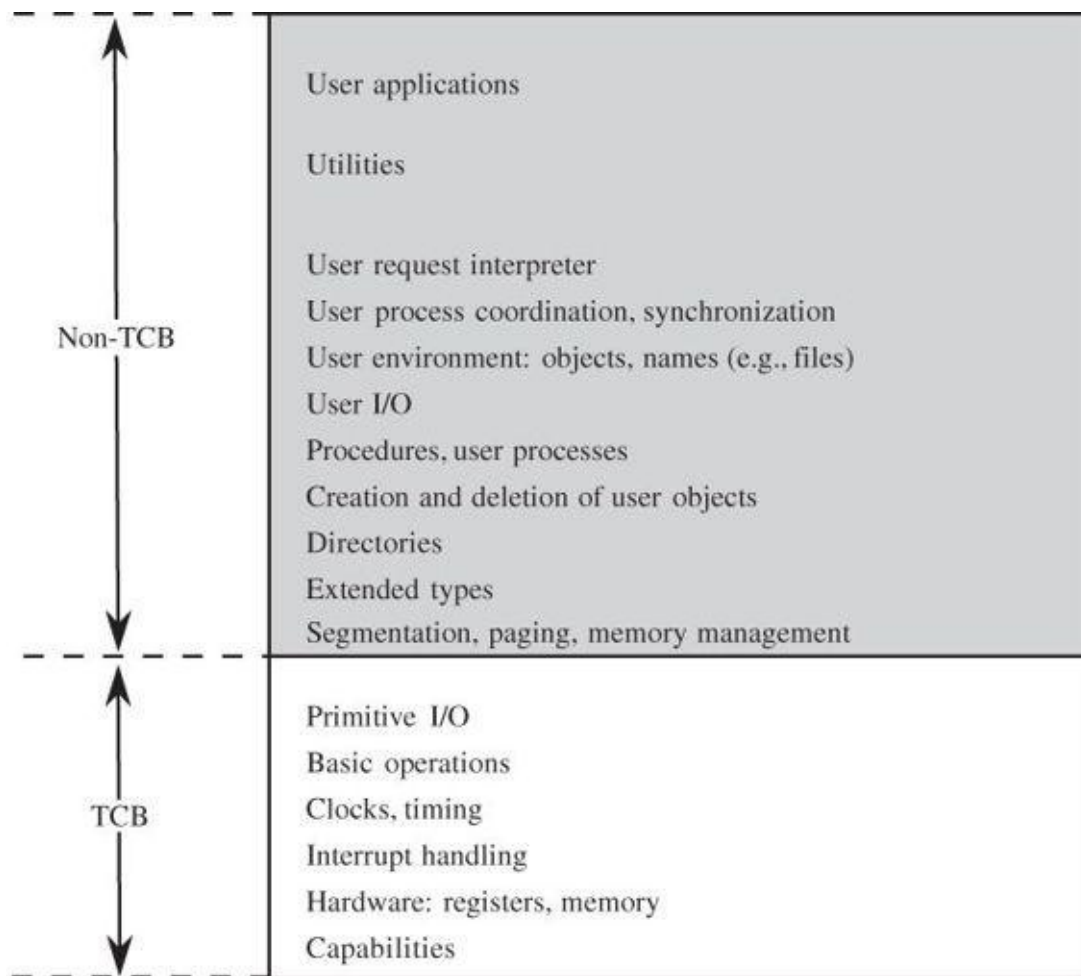 User applications
Utilities
User request interpreter
User process coordination, synchronization
Non-TCB
User environment: objects, names (e.g., files)
User I/O
Procedures, user processes
Creation and deletion of user objects
Directories
Extended types
Segmentation, paging, memory management
Primitive I/O
Basic operations
Clocks, timing
TCB
Interrupt handling
Hardware: registers, memory
Capabilities